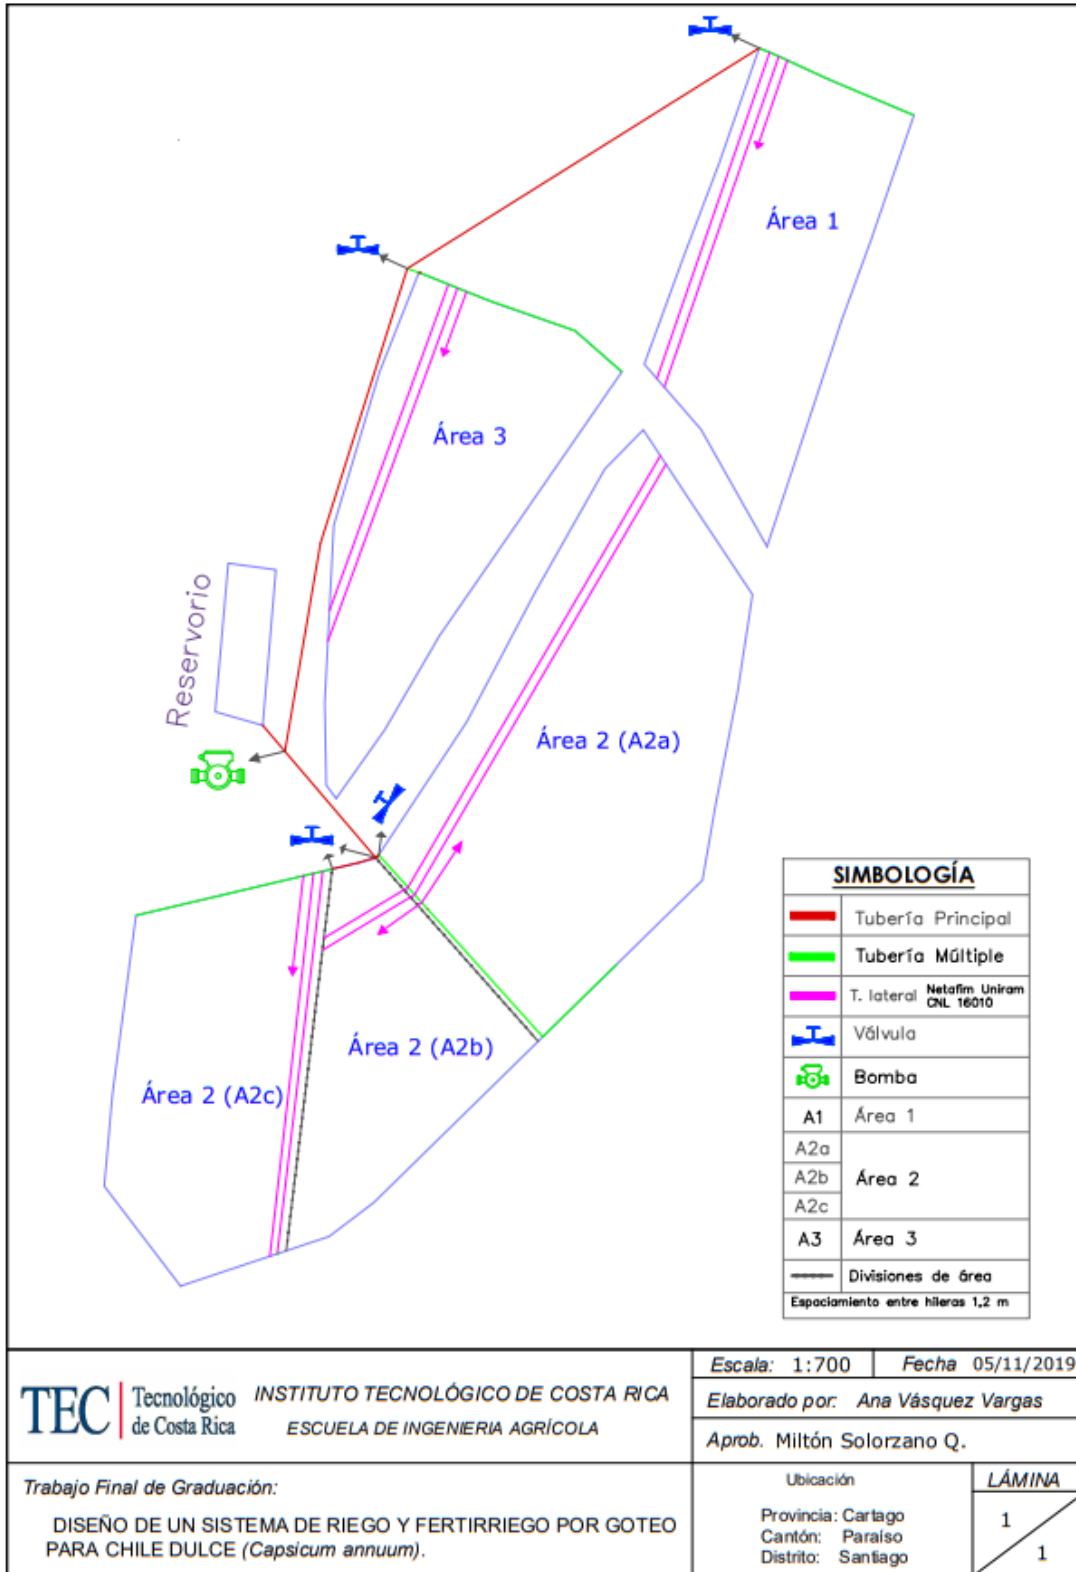 Área 1
Área 3
Reservorio
Área 2 (A2a)
Área 2 (A2b)
Área 2 (A2c)
SIMBOLOGÍA
Tubería Principal
Tubería Múltiple
T. lateral Netafim Uniram
CNL 16010
Válvula
Bomba
A1 Área 1
A2a
A2b Área 2
A2c
A3 Área 3
Divisiones de área
Espaciamiento entre hileras 1,2 m
TEC Tecnológico
de Costa Rica
INSTITUTO TECNOLÓGICO DE COSTA RICA
ESCUELA DE INGENIERIA AGRÍCOLA
Escala: 1:700 Fecha 05/11/2019
Elaborado por: Ana Vásquez Vargas
Aprob. Miltón Solorzano Q.
Trabajo Final de Graduación:
DISEÑO DE UN SISTEMA DE RIEGO Y FERTIRRIEGO POR GOTEO
PARA CHILE DULCE (Capsicum annuum).
Ubicación
Provincia: Cartago
Cantón: Paraíso
Distrito: Santiago
LÁMINA
1
1